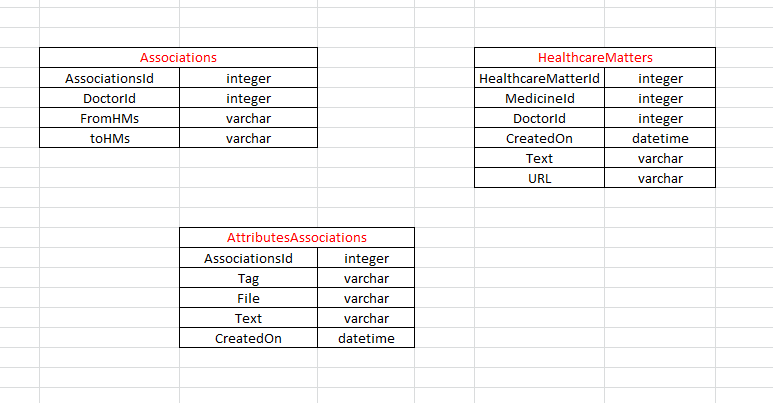 Associations
AssociationsId integer
DoctorId integer
FromHMs varchar
toHMs varchar
HealthcareMatters
HealthcareMatterId integer
MedicineId integer
DoctorId integer
CreatedOn datetime
Text varchar
URL varchar
AttributesAssociations
AssociationsId integer
Tag varchar
File varchar
Text varchar
CreatedOn datetime